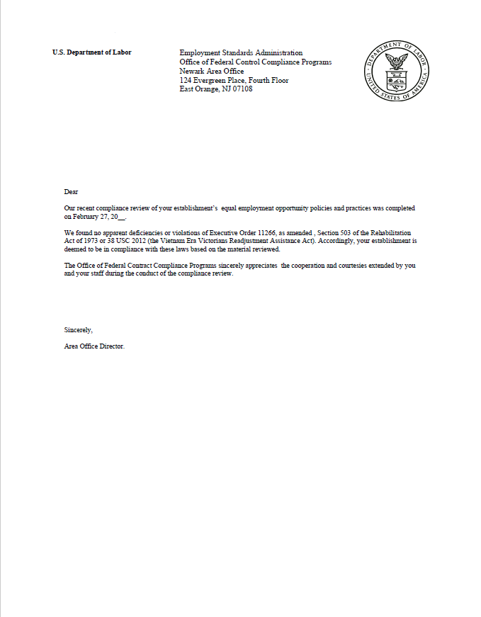 U.S. Department of Labor
Employment Standards Administration
Office of Federal Control Compliance Programs
Newark Area Office
124 Evergreen Place, Fourth Floor
East Orange, NJ 07108
DEPARTMENT OF LABOR
UNITED STATES OF AMERICA
Dear
Our recent compliance review of your establishment's equal employment opportunity policies and practices was completed
on February 27, 20__.
We found no apparent deficiencies or violations of Executive Order 11266, as amended , Section 503 of the Rehabilitation
Act of 1973 or 38 USC 2012 (the Vietnam Era Victorians Readjustment Assistance Act). Accordingly, your establishment is
deemed to be in compliance with these laws based on the material reviewed.
The Office of Federal Contract Compliance Programs sincerely appreciates the cooperation and courtesies extended by you
and your staff during the conduct of the compliance review.
Sincerely,
Area Office Director.